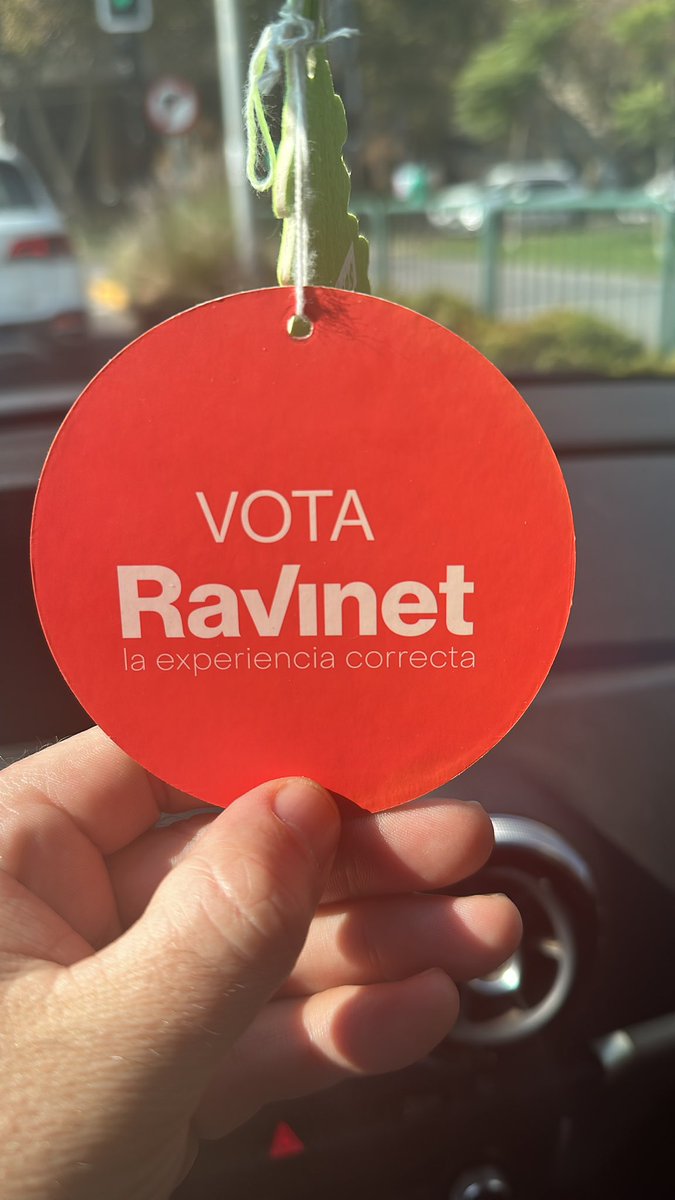 VOTA
Ravinet
la experiencia correcta